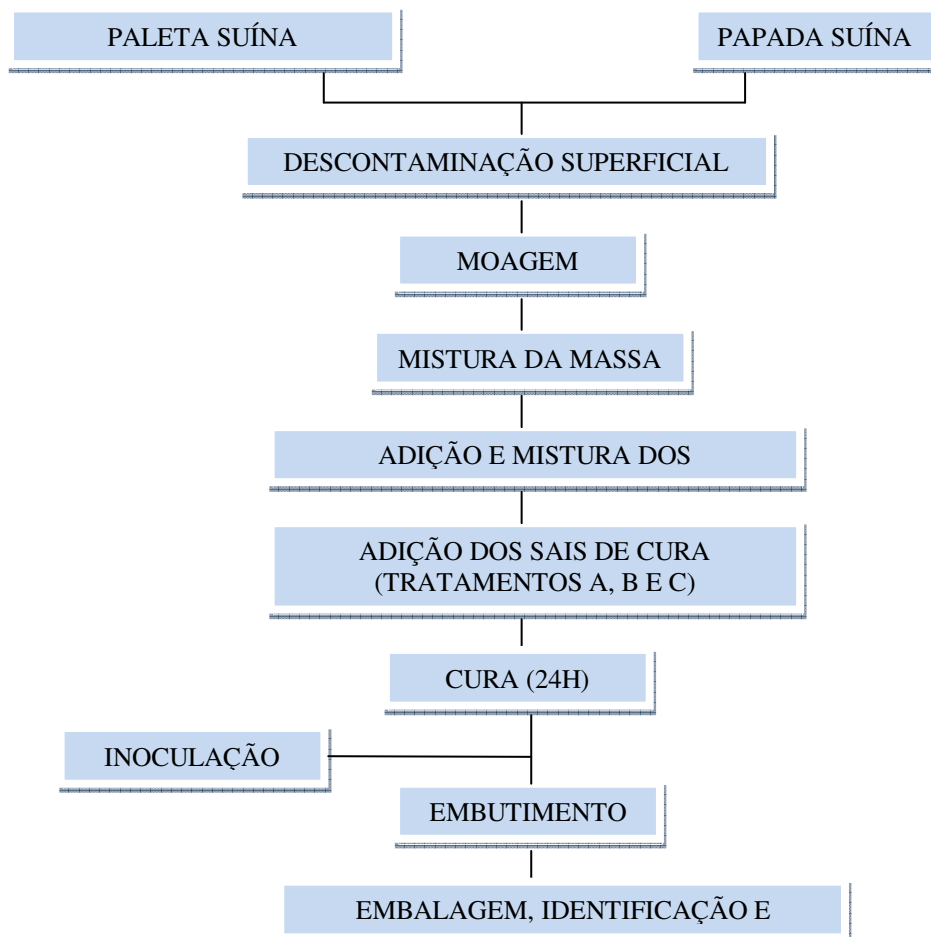 PALETA SUÍNA
PAPADA SUÍNA
DESCONTAMINAÇÃO SUPERFICIAL
MOAGEM
MISTURA DA MASSA
ADIÇÃO E MISTURA DOS
ADIÇÃO DOS SAIS DE CURA
(TRATAMENTOS A, B E C)
CURA (24H)
INOCULAÇÃO
EMBUTIMENTO
EMBALAGEM, IDENTIFICAÇÃO E